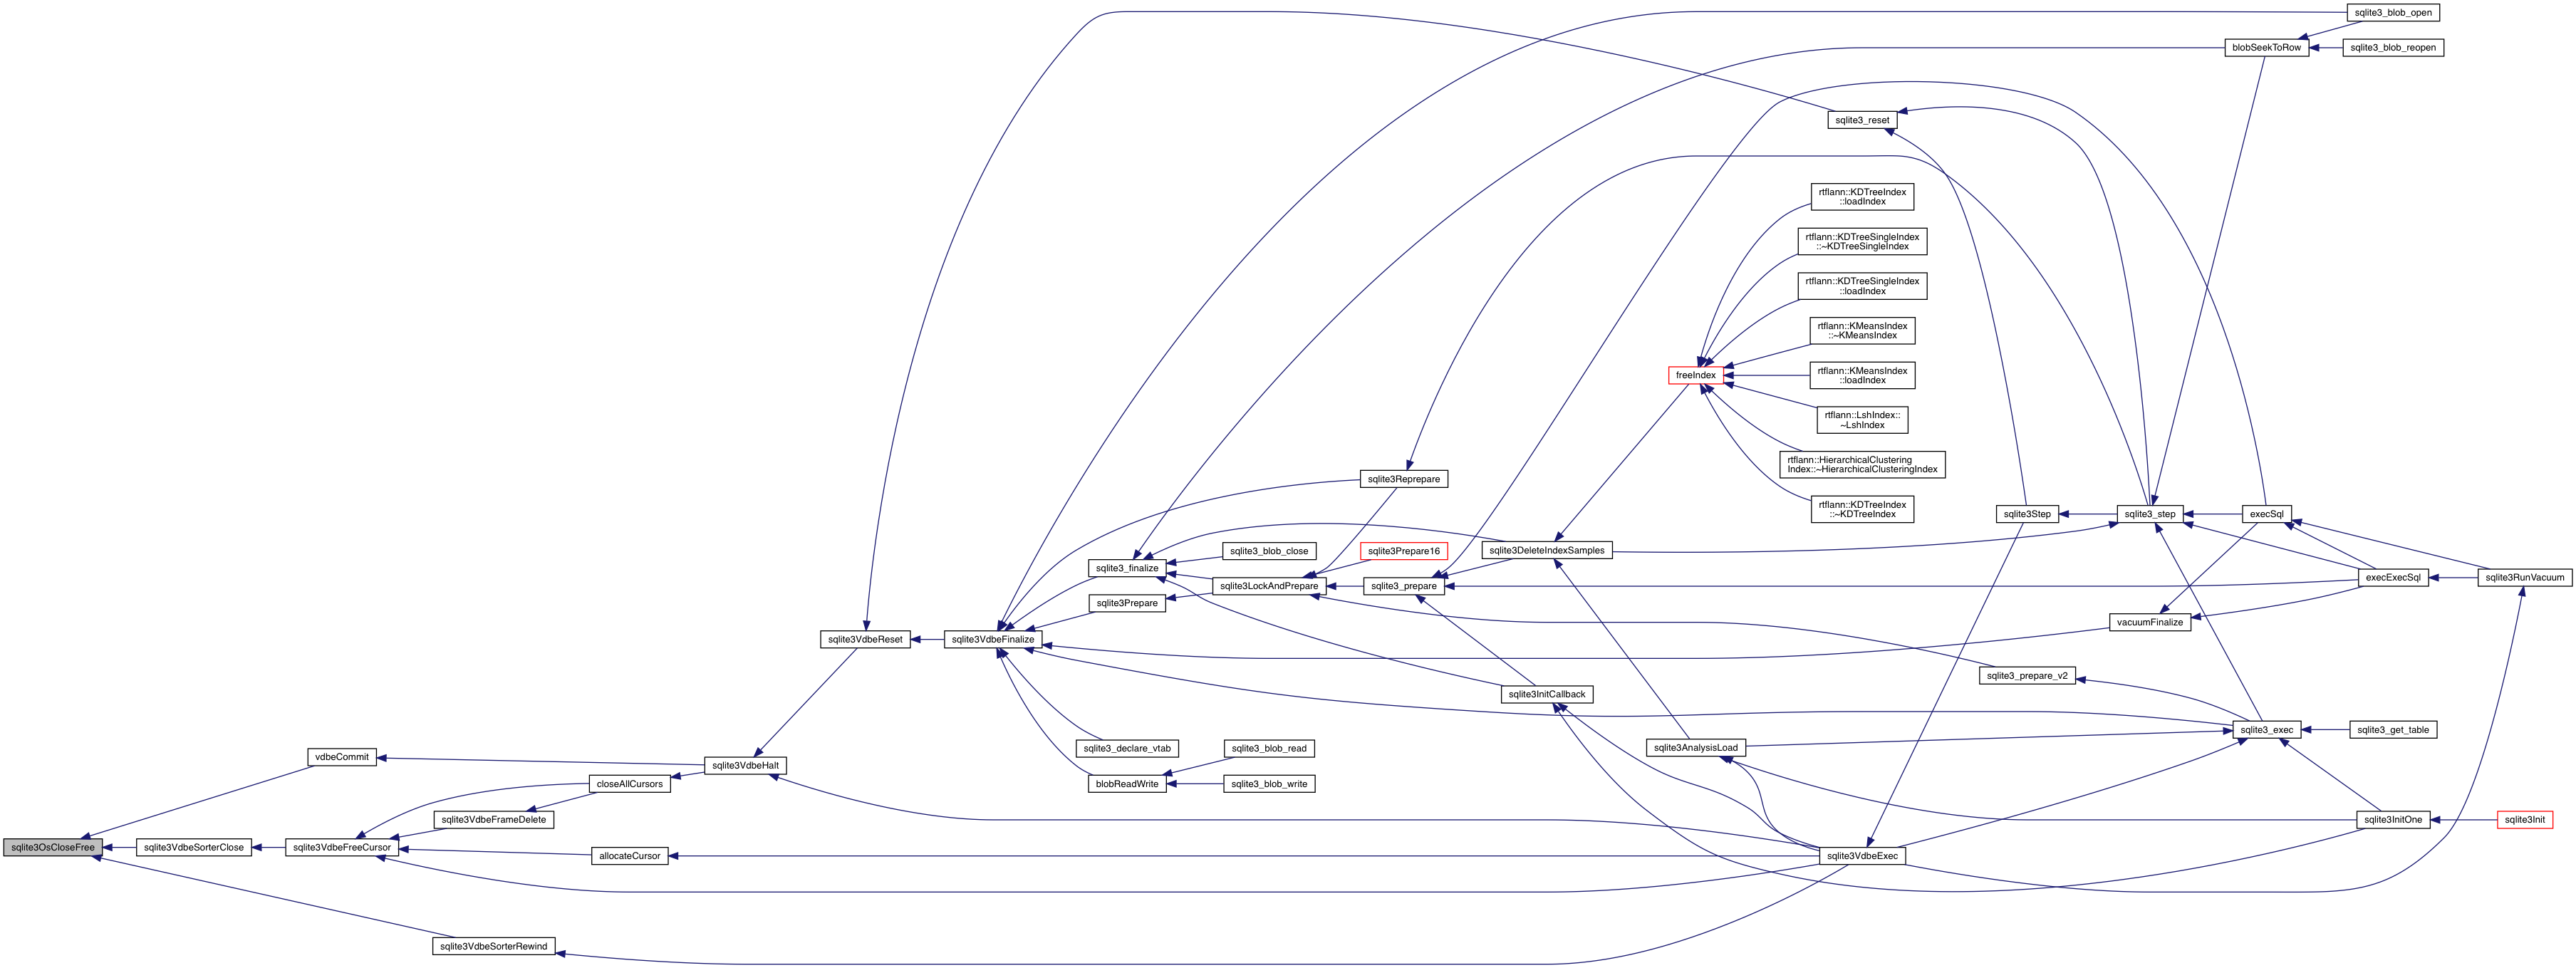 sqlite3_blob_open
blobSeekToRow
sqlite3_blob_reopen
sqlite3_reset
rtflann::KDTreeIndex
::loadIndex
rtflann::KDTreeSingleIndex
::~KDTreeSingleIndex
rtflann::KDTreeSingleIndex
::loadIndex
rtflann::KMeansIndex
::~KMeansIndex
freeIndex
rtflann::KMeansIndex
::loadIndex
rtflann::LshIndex::
~LshIndex
rtflann::HierarchicalClustering
Index::~HierarchicalClusteringIndex
sqlite3Reprepare
rtflann::KDTreeIndex
::~KDTreeIndex
sqlite3Step
sqlite3_step
execSql
sqlite3_blob_close
sqlite3Prepare16
sqlite3DeleteIndexSamples
sqlite3_finalize
sqlite3LockAndPrepare
sqlite3_prepare
execExecSql
sqlite3RunVacuum
sqlite3Prepare
vacuumFinalize
sqlite3VdbeReset
sqlite3VdbeFinalize
sqlite3_prepare_v2
sqlite3InitCallback
sqlite3_exec
sqlite3_get_table
sqlite3_declare_vtab
sqlite3_blob_read
sqlite3AnalysisLoad
vdbeCommit
sqlite3VdbeHalt
closeAllCursors
blobReadWrite
sqlite3_blob_write
sqlite3VdbeFrameDelete
sqlite3InitOne
sqlite3Init
sqlite3OsCloseFree
sqlite3VdbeSorterClose
sqlite3VdbeFreeCursor
allocateCursor
sqlite3VdbeExec
sqlite3VdbeSorterRewind